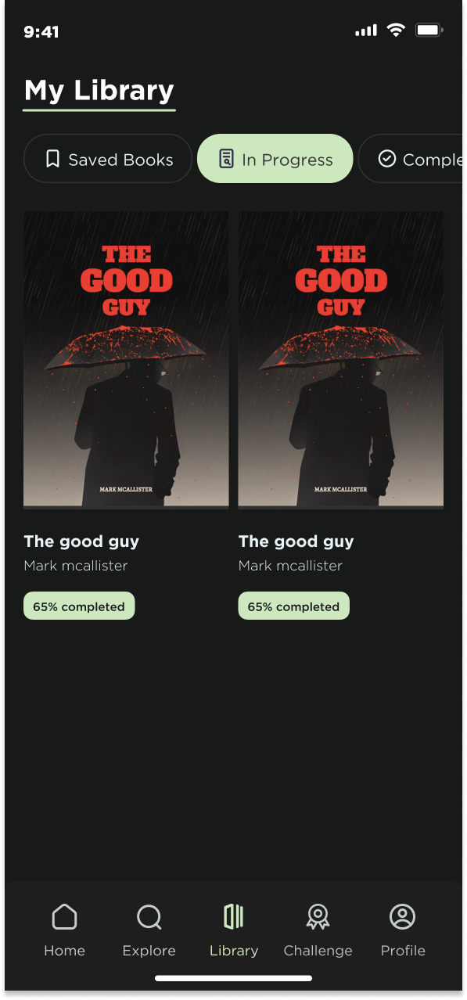 9:41
My Library
Saved Books
In Progress
Comple
THE
GOOD
GUY
MARK MCALLISTER
THE
GOOD
GUY
MARK MCALLISTER
The good guy
Mark mcallister
65% completed
The good guy
Mark mcallister
65% completed
Home
Explore
Library
Challenge
Profile